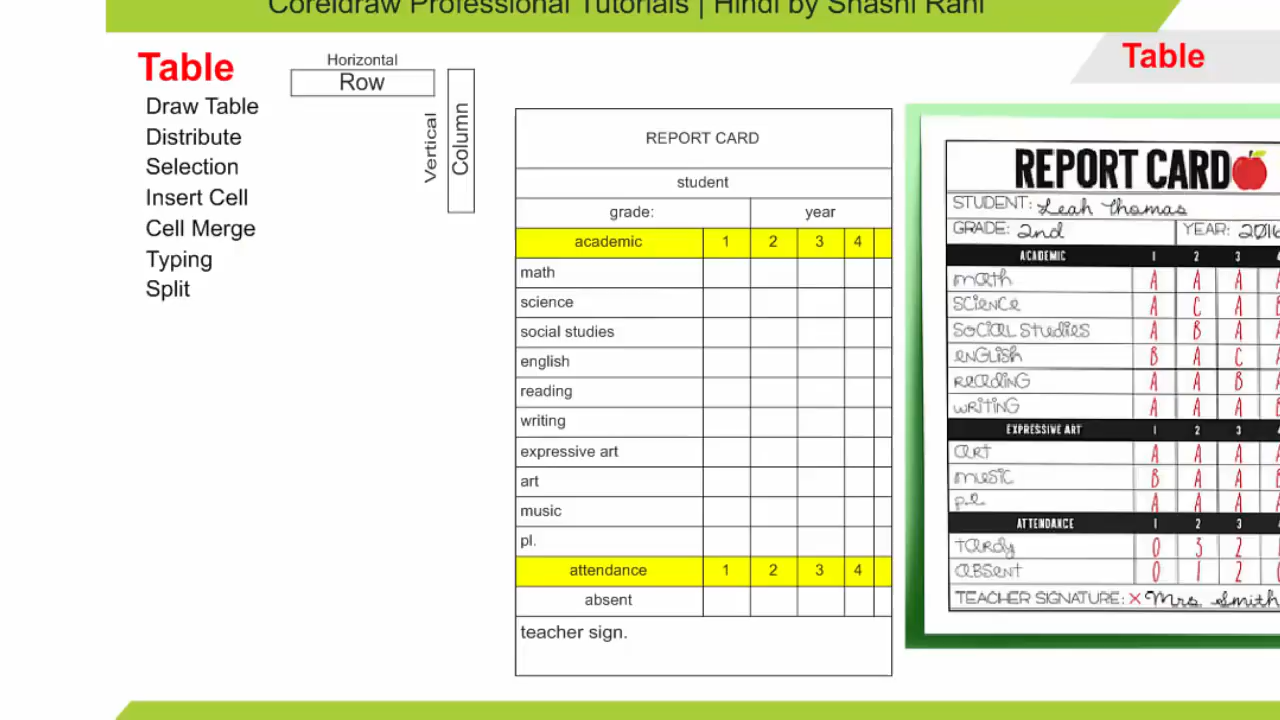 Coreldraw Professional Tutorials | Hindi by Shashi Rani
Table
Draw Table
Distribute
Selection
Insert Cell
Cell Merge
Typing
Split
Horizontal
Row
Vertical
Column
REPORT CARD
student
grade: year
academic 1 2 3 4
math
science
social studies
english
reading
writing
expressive art
art
music
pl.
attendance 1 2 3 4
absent
teacher sign.
Table
REPORT CARD
STUDENT: Leah Thomas
GRADE: 2nd YEAR: 2016
ACADEMIC 1 2 3
math A A A
science A C A
social studies A B A
english B A C
reading A A B
writing A A A
EXPRESSIVE ART 1 2 3
art A A A
music B A A
pe A A A
ATTENDANCE 1 2 3
tardy 0 3 2
absent 0 1 2
TEACHER SIGNATURE: x Mrs. Smith